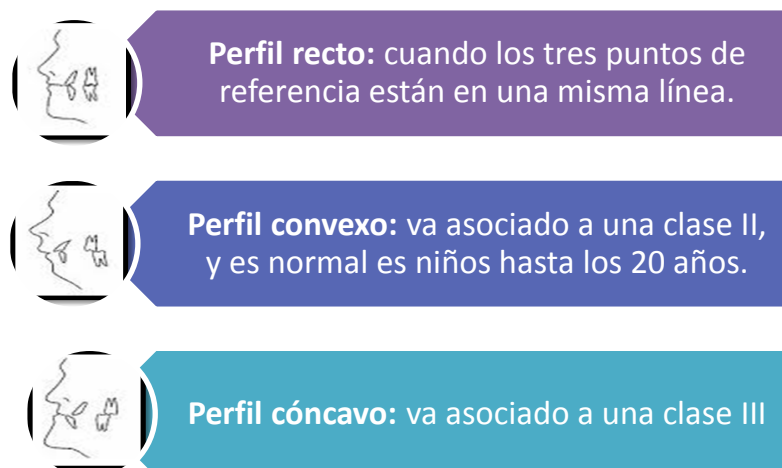 Perfil recto: cuando los tres puntos de
referencia están en una misma línea.
Perfil convexo: va asociado a una clase II,
y es normal es niños hasta los 20 años.
Perfil cóncavo: va asociado a una clase III